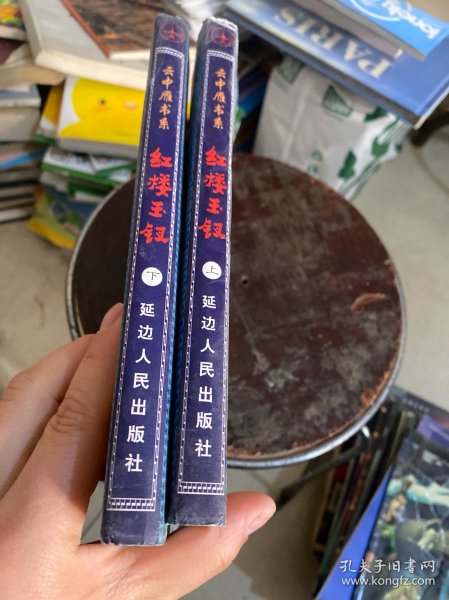 云中雁书系
红楼玉钗
下
延边人民出版社
云中雁书系
红楼玉钗
上
延边人民出版社
PARIS
lonely
孔夫子旧书网
www.kongfz.com